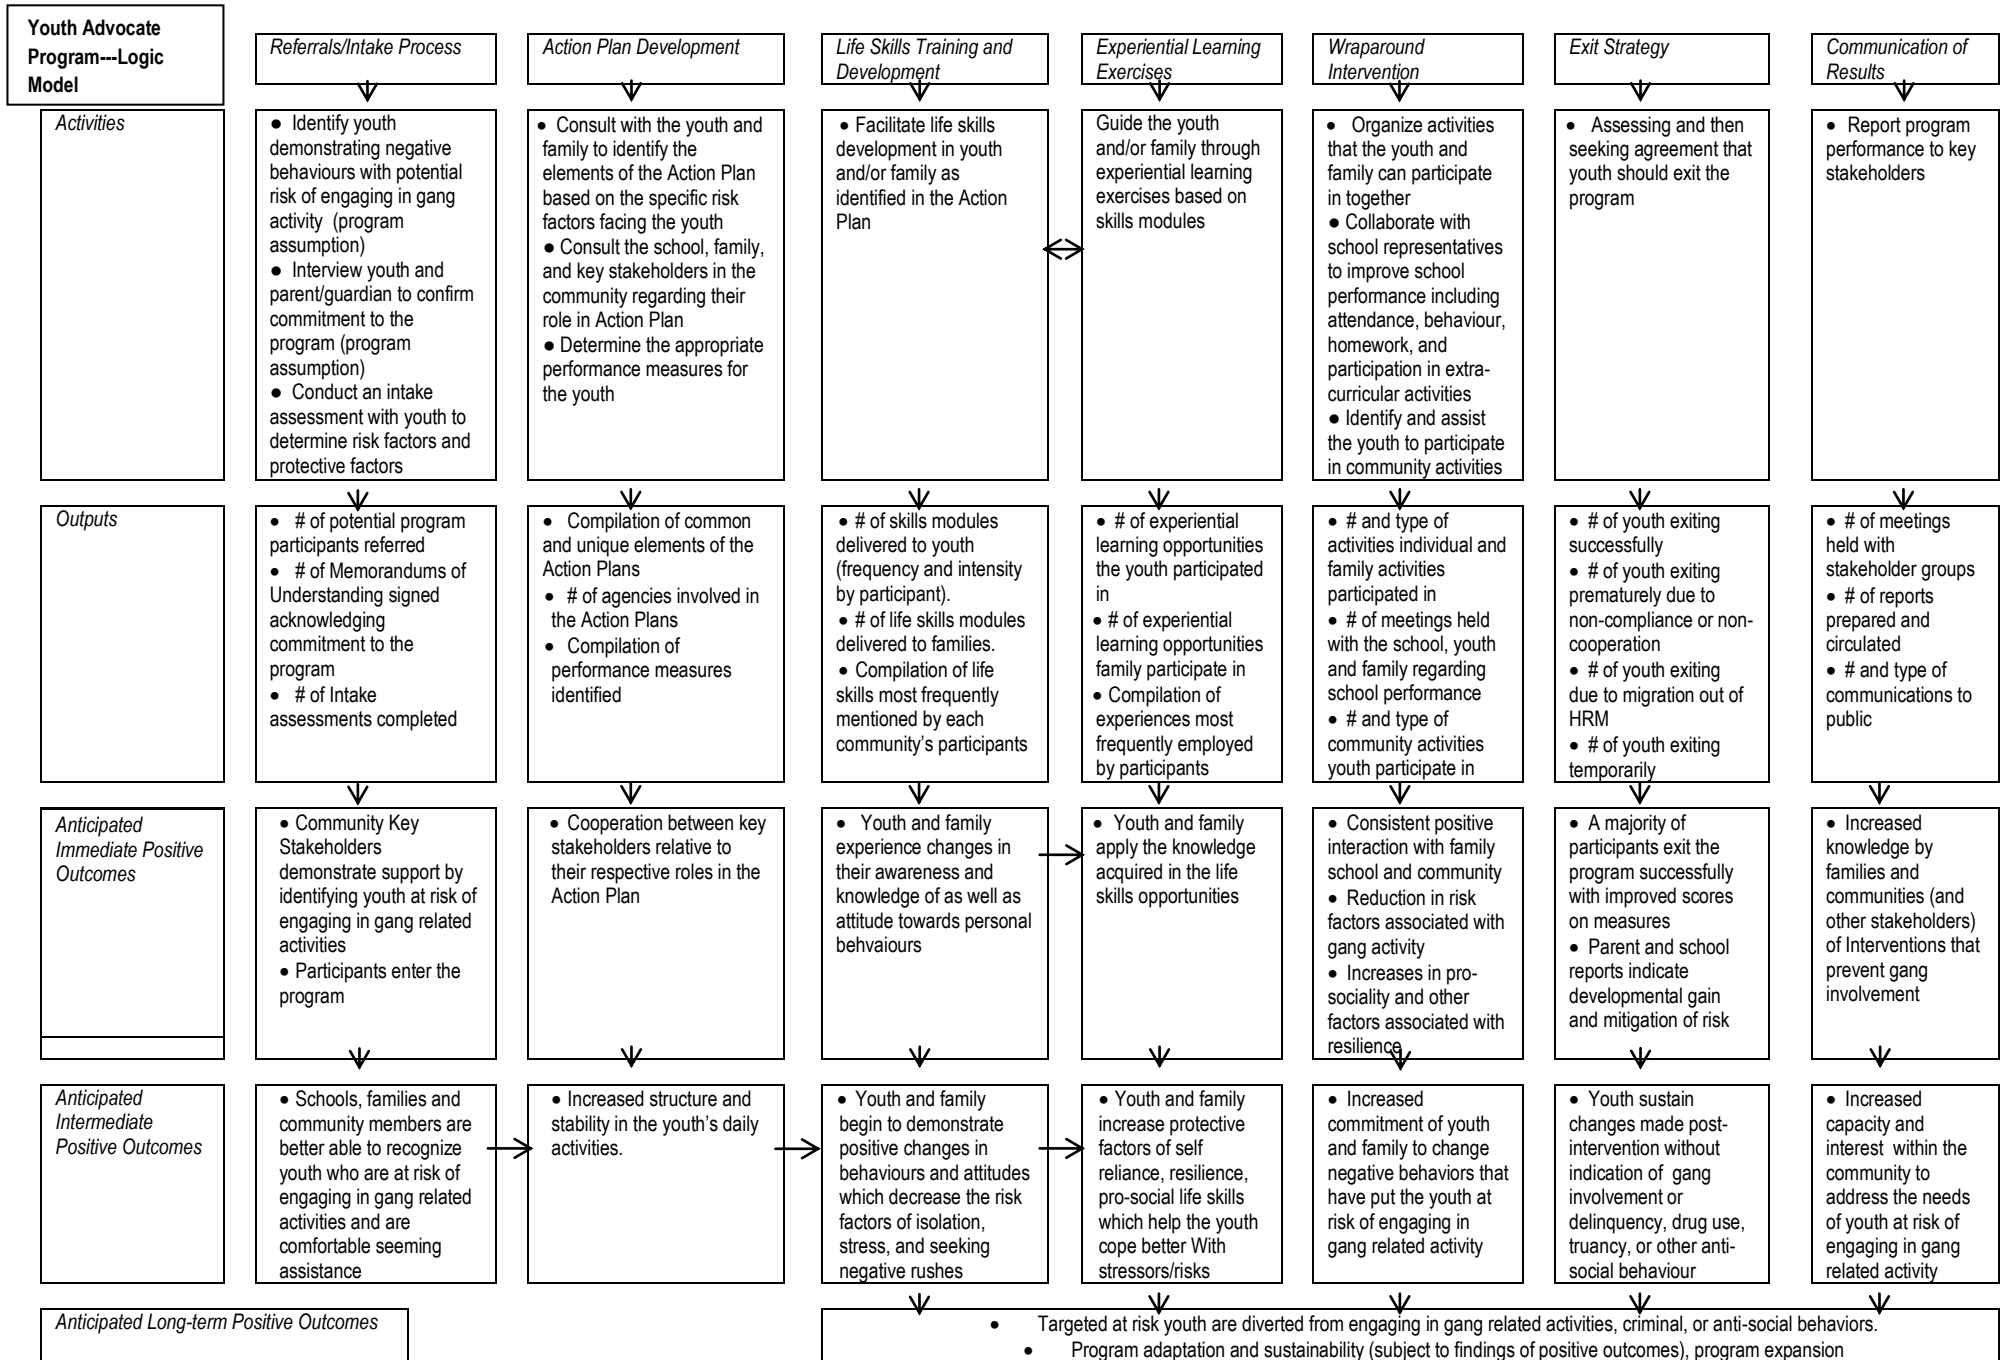 Youth Advocate
Program---Logic
Model
Referrals/Intake Process
Action Plan Development
Life Skills Training and
Development
Experiential Learning
Exercises
Wraparound
Intervention
Exit Strategy
Communication of
Results
Activities
● Identify youth
demonstrating negative
behaviours with potential
risk of engaging in gang
activity (program
assumption)
● Interview youth and
parent/guardian to confirm
commitment to the
program (program
assumption)
● Conduct an intake
assessment with youth to
determine risk factors and
protective factors
● Consult with the youth and
family to identify the
elements of the Action Plan
based on the specific risk
factors facing the youth
● Consult the school, family,
and key stakeholders in the
community regarding their
role in Action Plan
● Determine the appropriate
performance measures for
the youth
● Facilitate life skills
development in youth
and/or family as
identified in the Action
Plan
Guide the youth
and/or family through
experiential learning
exercises based on
skills modules
● Organize activities
that the youth and
family can participate
in together
● Collaborate with
school representatives
to improve school
performance including
attendance, behaviour,
homework, and
participation in extra-
curricular activities
● Identify and assist
the youth to participate
in community activities
● Assessing and then
seeking agreement that
youth should exit the
program
● Report program
performance to key
stakeholders
Outputs
● # of potential program
participants referred
● # of Memorandums of
Understanding signed
acknowledging
commitment to the
program
● # of Intake
assessments completed
● Compilation of common
and unique elements of the
Action Plans
● # of agencies involved in
the Action Plans
● Compilation of
performance measures
identified
● # of skills modules
delivered to youth
(frequency and intensity
by participant).
● # of life skills modules
delivered to families.
● Compilation of life
skills most frequently
mentioned by each
community's participants
● # of experiential
learning opportunities
the youth participated
in
● # of experiential
learning opportunities
family participate in
● Compilation of
experiences most
frequently employed
by participants
● # and type of
activities individual and
family activities
participated in
● # of meetings held
with the school, youth
and family regarding
school performance
● # and type of
community activities
youth participate in
● # of youth exiting
successfully
● # of youth exiting
prematurely due to
non-compliance or non-
cooperation
● # of youth exiting
due to migration out of
HRM
● # of youth exiting
temporarily
● # of meetings
held with
stakeholder groups
● # of reports
prepared and
circulated
● # and type of
communications to
public
Anticipated
Immediate Positive
Outcomes
● Community Key
Stakeholders
demonstrate support by
identifying youth at risk of
engaging in gang related
activities
● Participants enter the
program
● Cooperation between key
stakeholders relative to
their respective roles in the
Action Plan
● Youth and family
experience changes in
their awareness and
knowledge of as well as
attitude towards personal
behvaiours
● Youth and family
apply the knowledge
acquired in the life
skills opportunities
● Consistent positive
interaction with family
school and community
● Reduction in risk
factors associated with
gang activity
● Increases in pro-
sociality and other
factors associated with
resilience
● A majority of
participants exit the
program successfully
with improved scores
on measures
● Parent and school
reports indicate
developmental gain
and mitigation of risk
● Increased
knowledge by
families and
communities (and
other stakeholders)
of Interventions that
prevent gang
involvement
Anticipated
Intermediate
Positive Outcomes
● Schools, families and
community members are
better able to recognize
youth who are at risk of
engaging in gang related
activities and are
comfortable seeming
assistance
● Increased structure and
stability in the youth's daily
activities.
● Youth and family
begin to demonstrate
positive changes in
behaviours and attitudes
which decrease the risk
factors of isolation,
stress, and seeking
negative rushes
● Youth and family
increase protective
factors of self
reliance, resilience,
pro-social life skills
which help the youth
cope better With
stressors/risks
● Increased
commitment of youth
and family to change
negative behaviors that
have put the youth at
risk of engaging in
gang related activity
● Youth sustain
changes made post-
intervention without
indication of gang
involvement or
delinquency, drug use,
truancy, or other anti-
social behaviour
● Increased
capacity and
interest within the
community to
address the needs
of youth at risk of
engaging in gang
related activity
Anticipated Long-term Positive Outcomes
● Targeted at risk youth are diverted from engaging in gang related activities, criminal, or anti-social behaviors.
● Program adaptation and sustainability (subject to findings of positive outcomes), program expansion